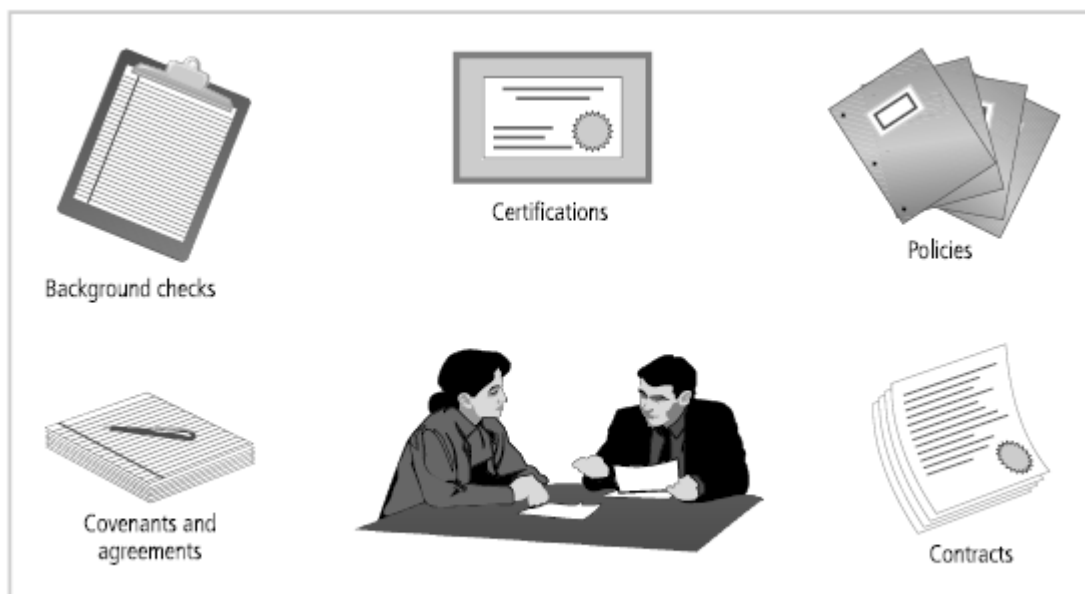 Certifications
Policies
Background checks
Covenants and
agreements
Contracts